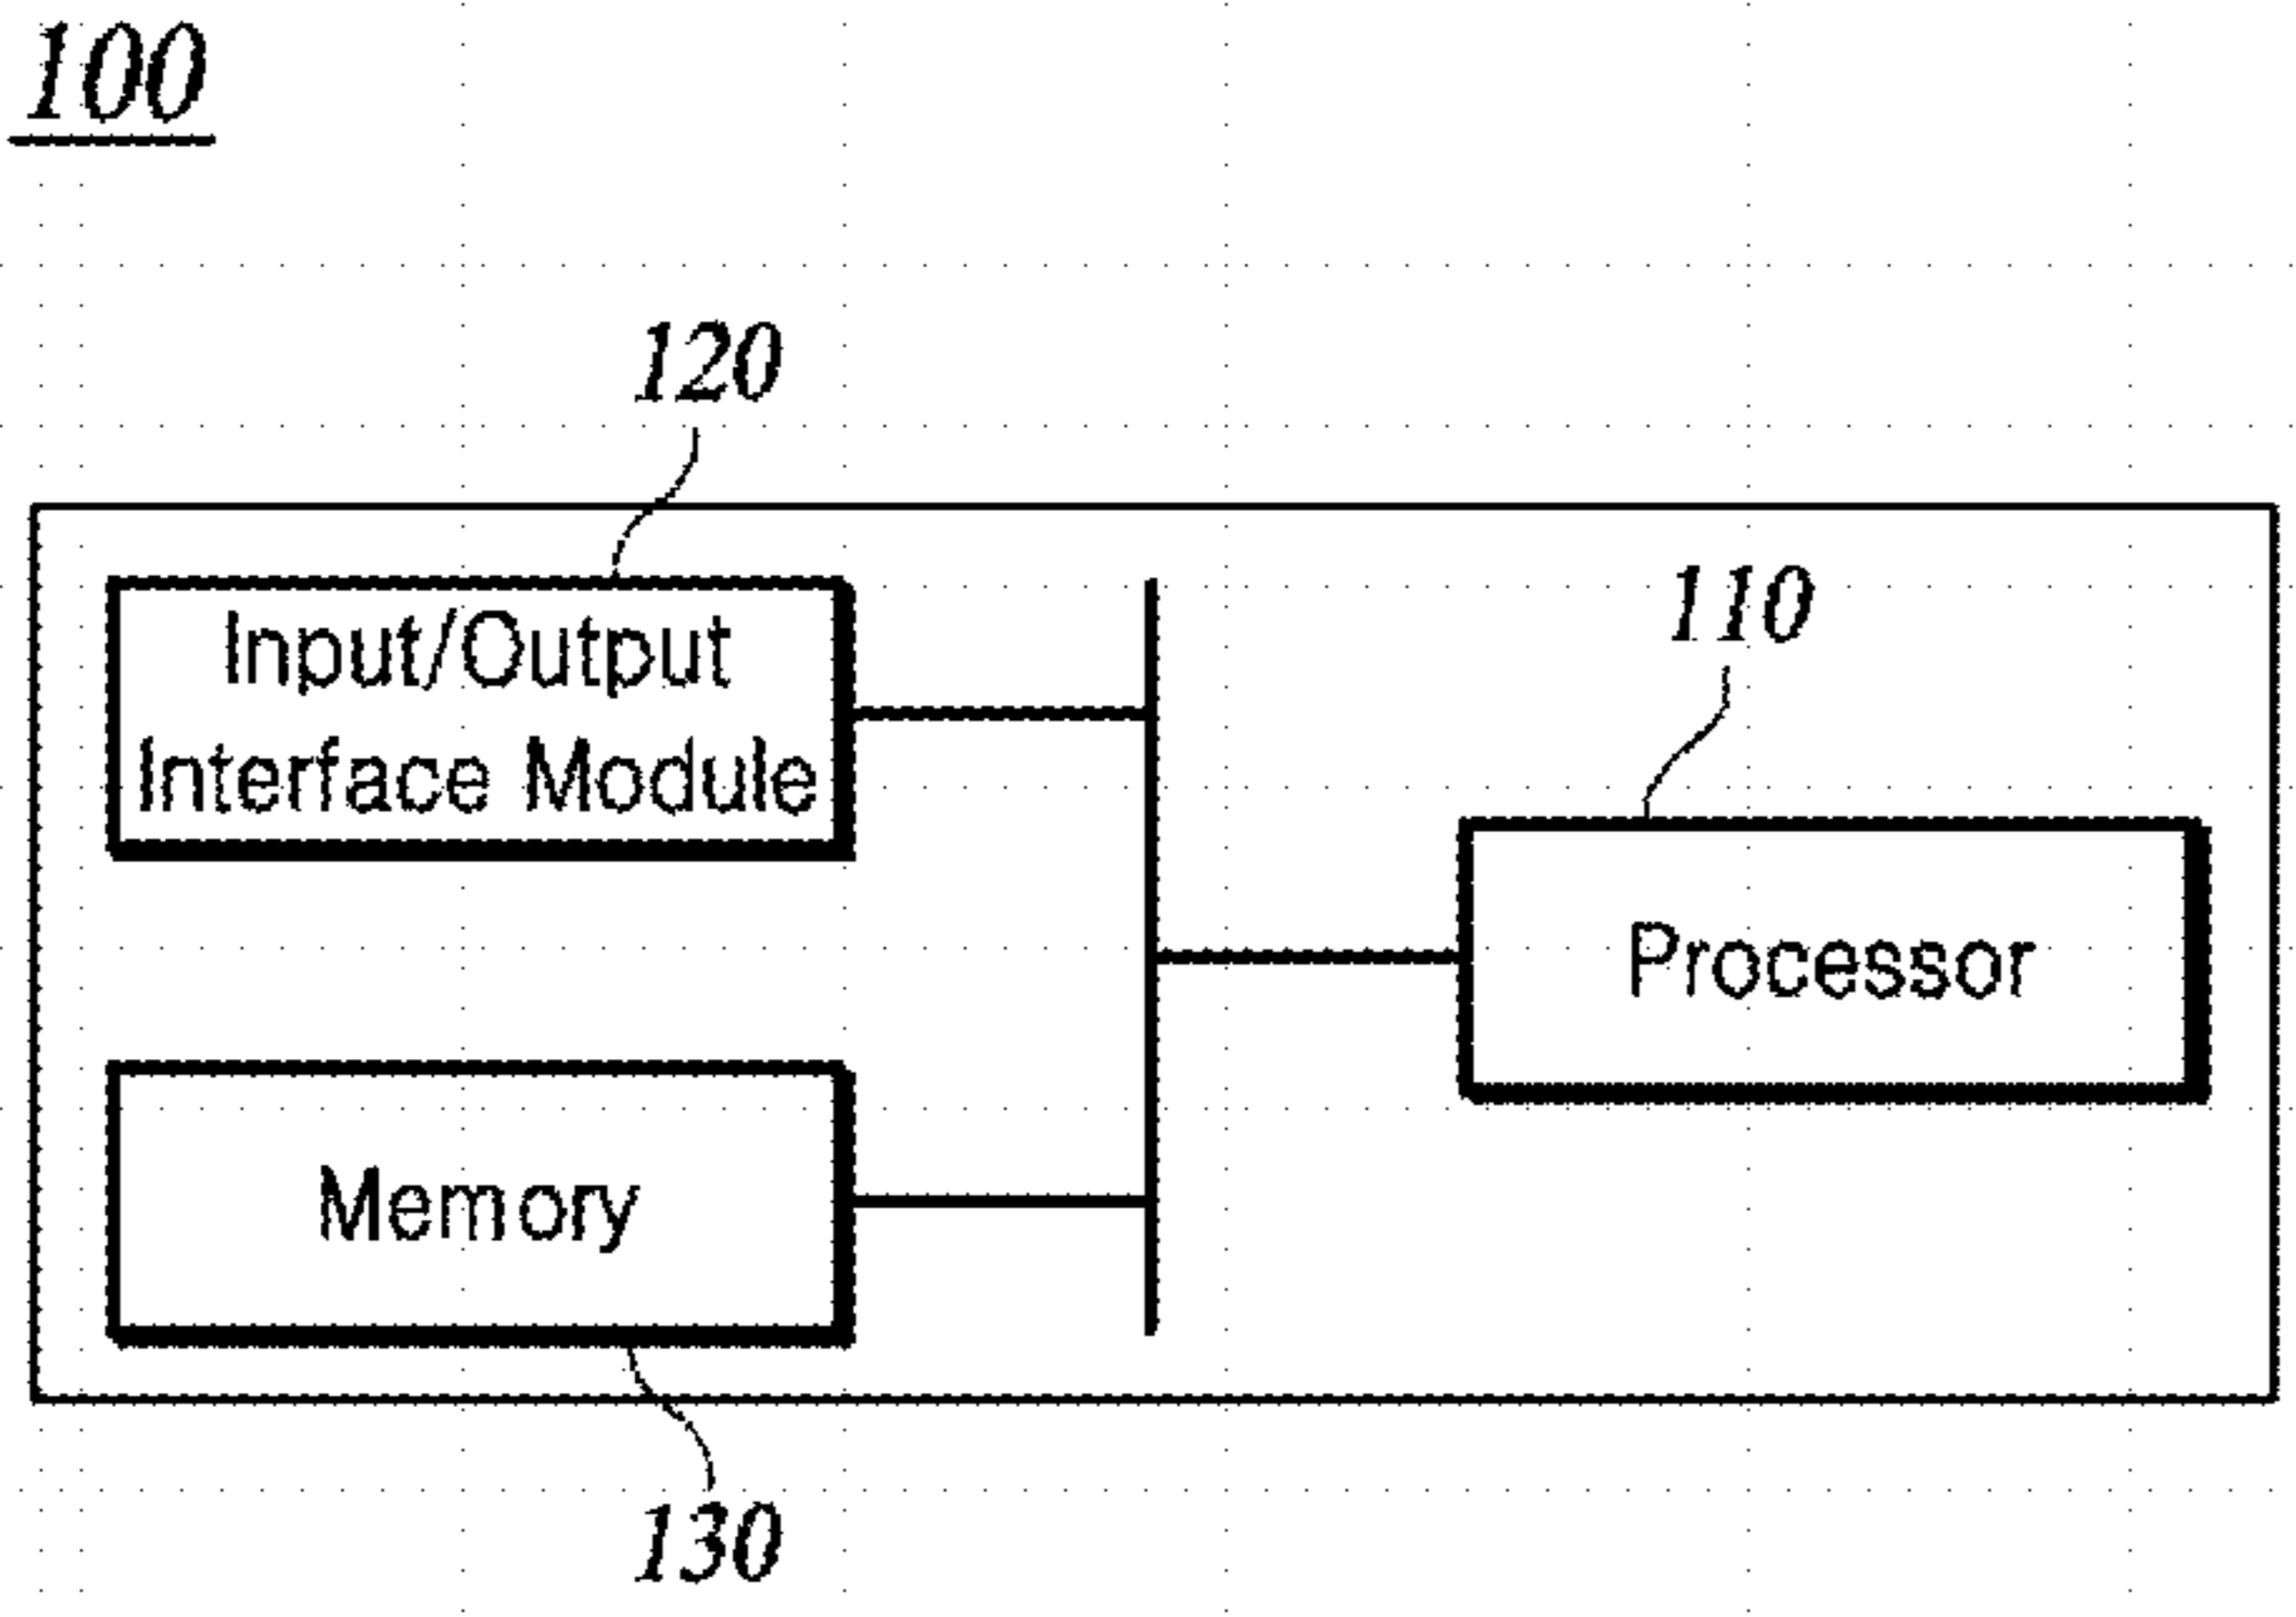 100
120
Input/Output
Interface Module
110
Processor
Memory
130